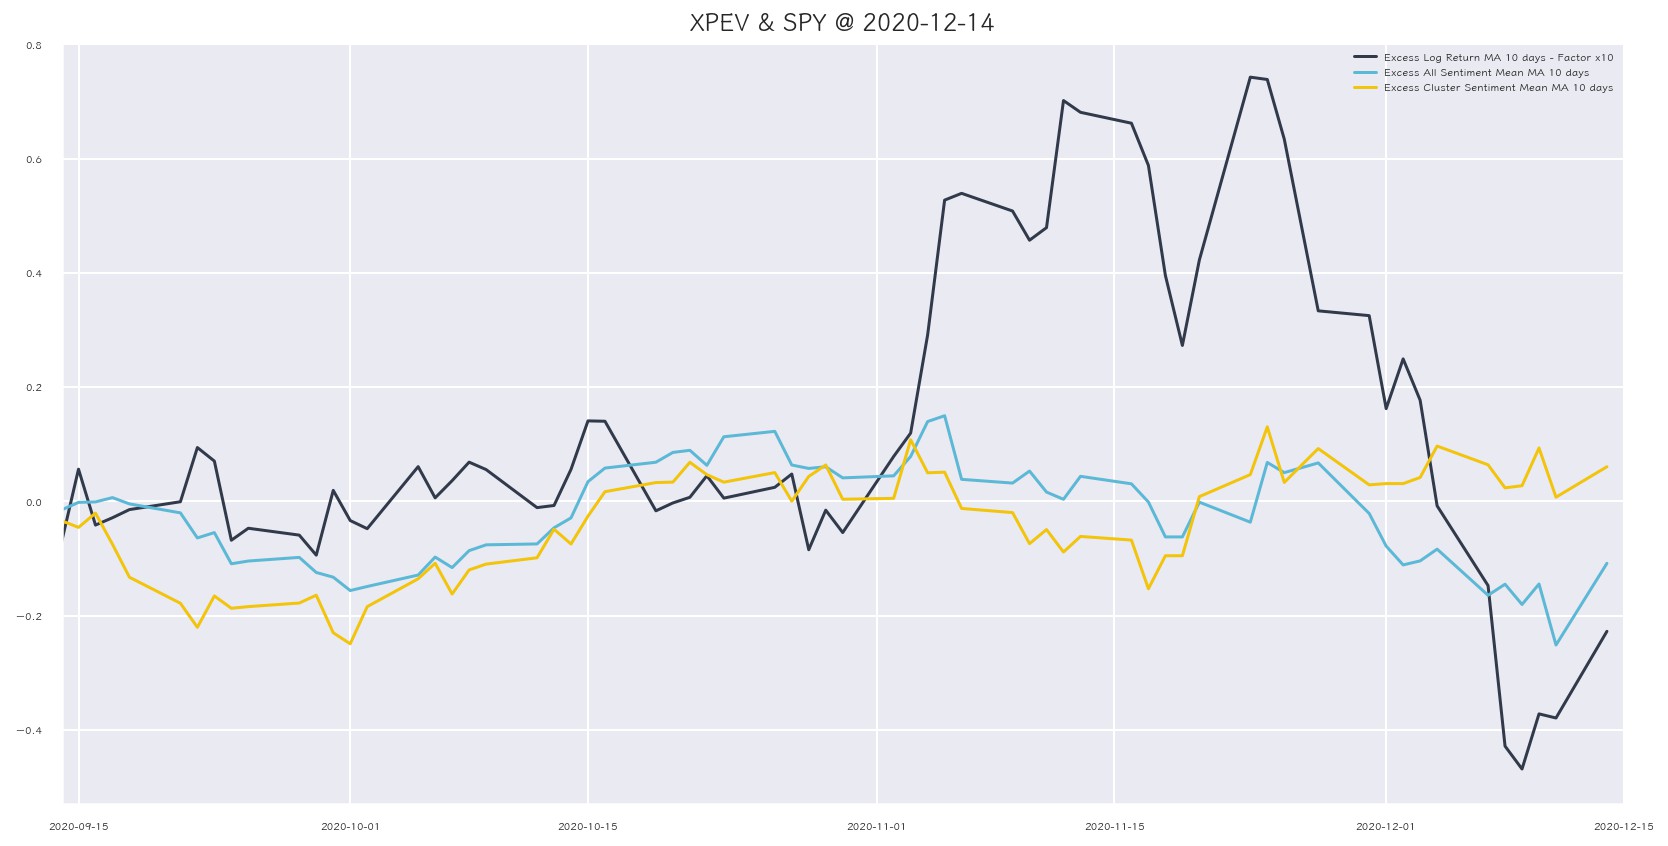 XPEV & SPY @ 2020-12-14
Excess Log Return MA 10 days - Factor x10
Excess All Sentiment Mean MA 10 days
Excess Cluster Sentiment Mean MA 10 days
0.8
0.6
0.4
0.2
0.0
−0.2
−0.4
2020-09-15 2020-10-01 2020-10-15 2020-11-01 2020-11-15 2020-12-01 2020-12-15